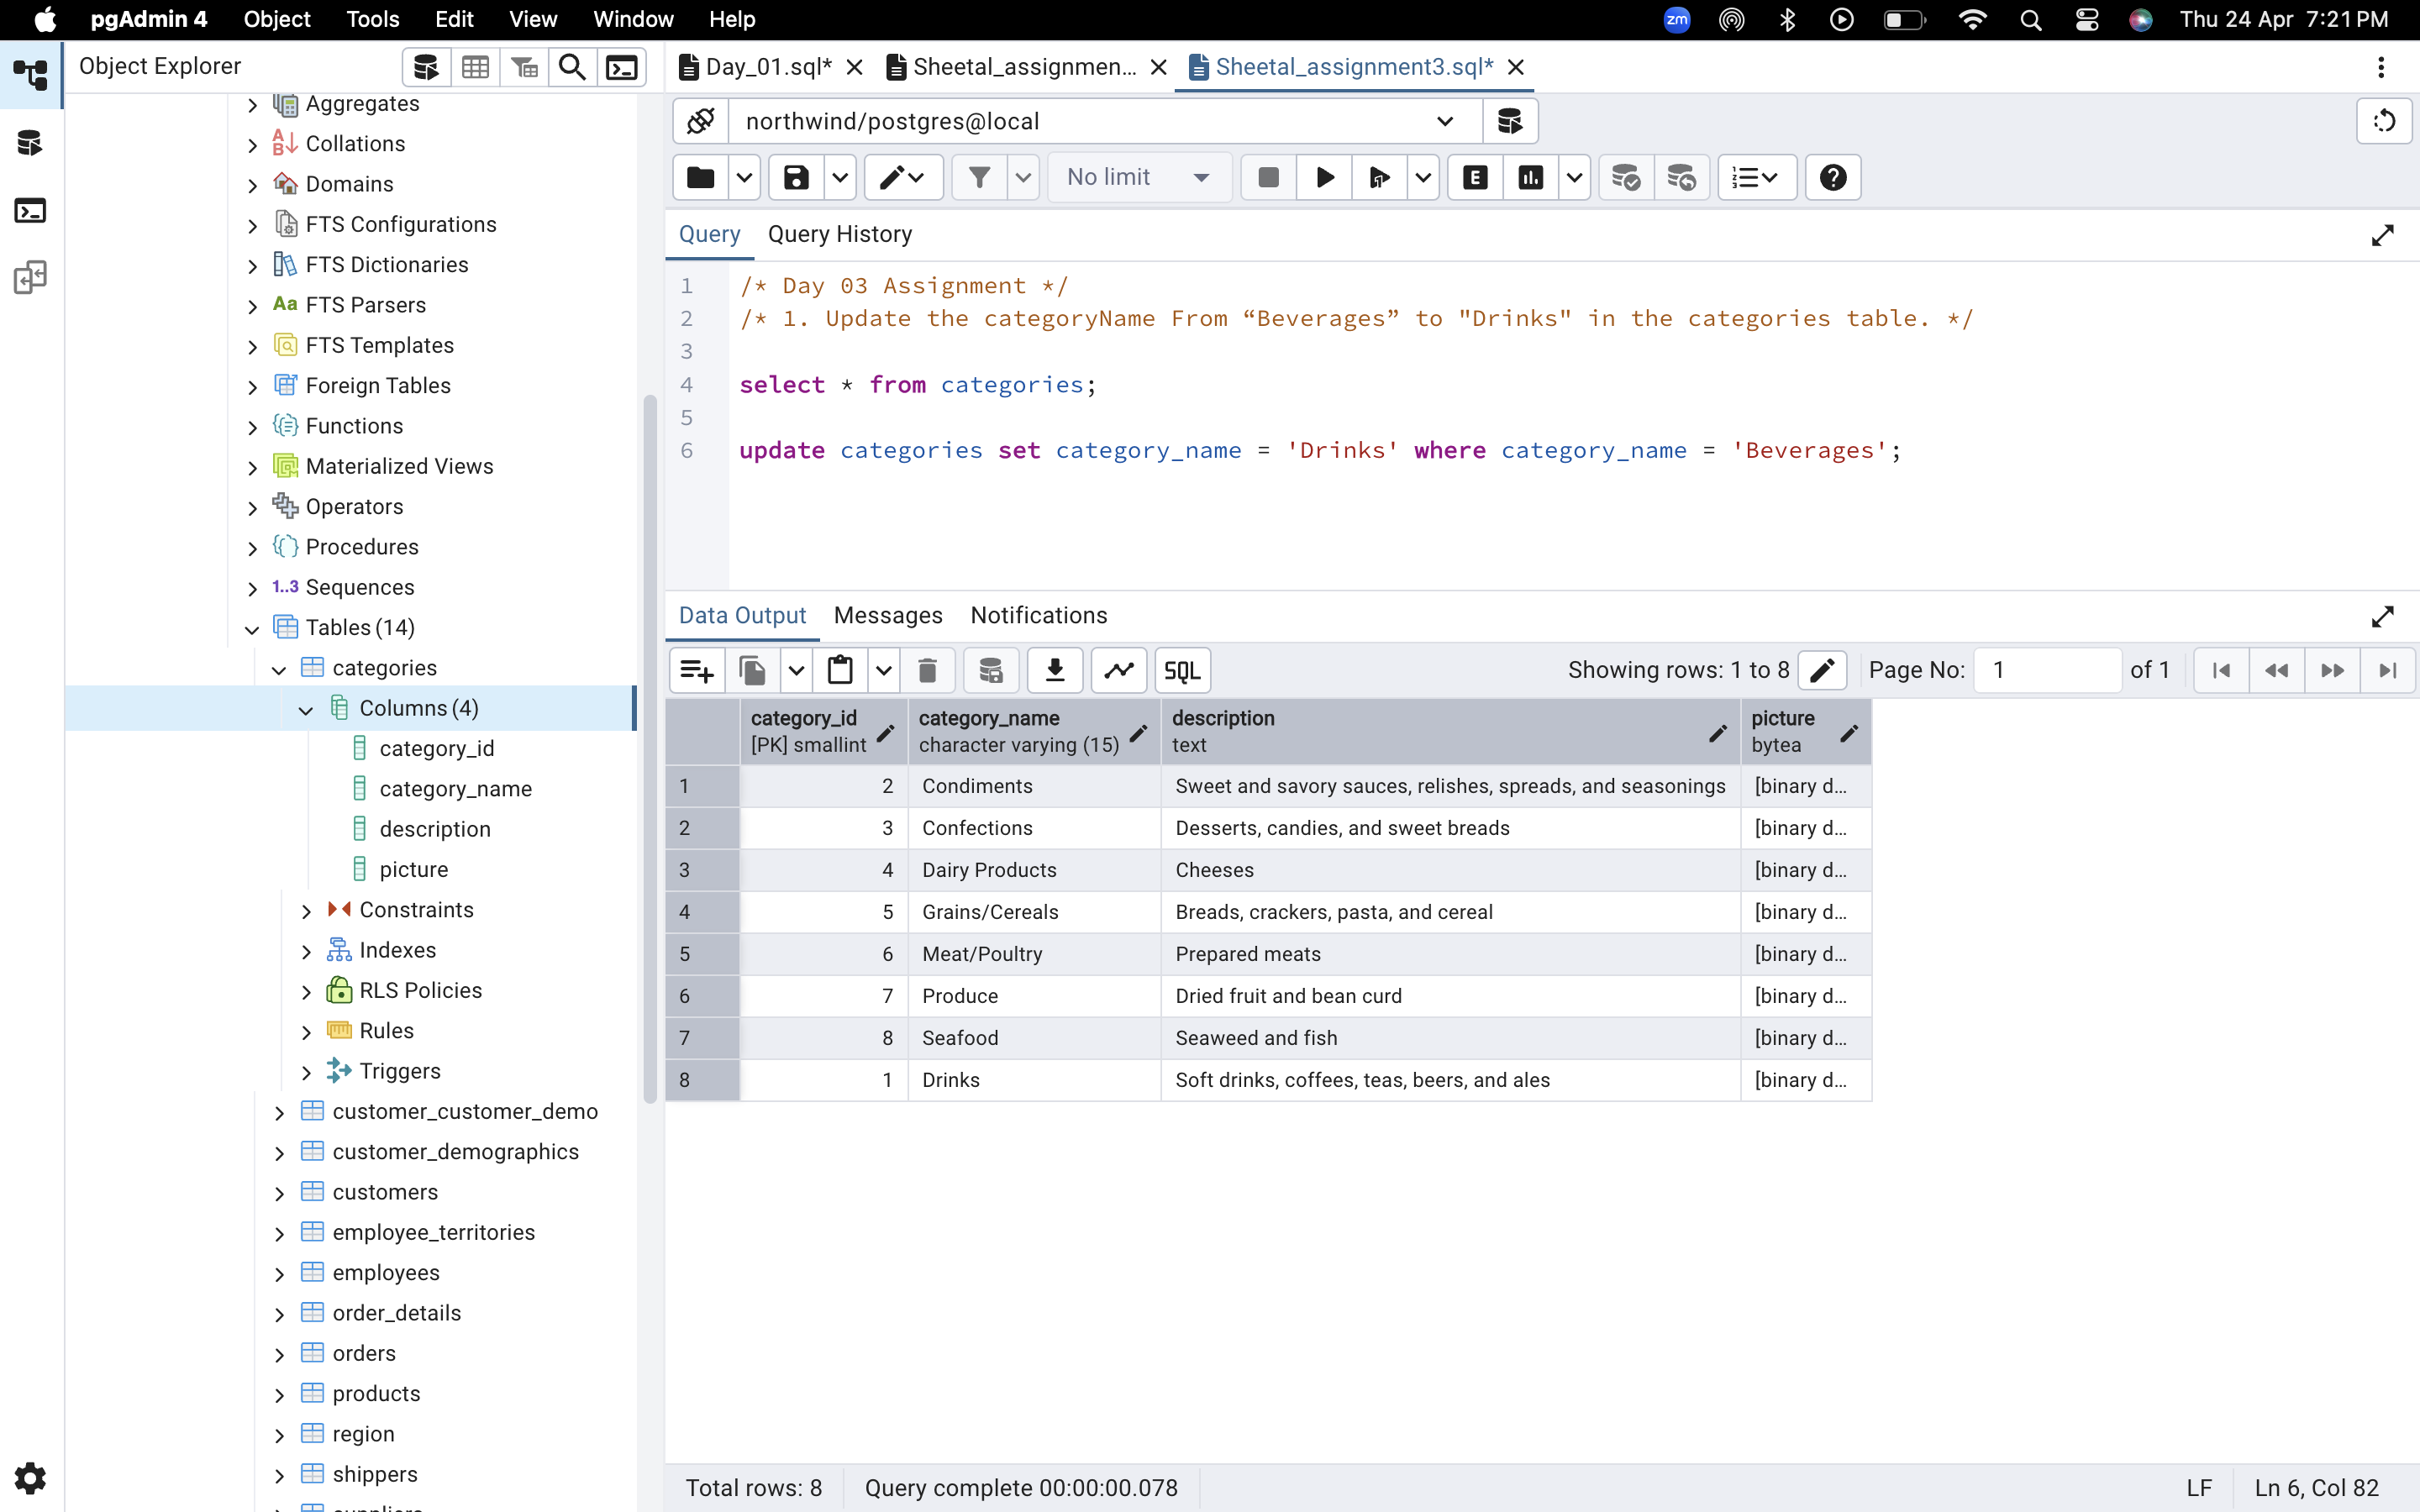 pgAdmin 4 Object Tools Edit View Window Help zm Thu 24 Apr 7:21 PM
Object Explorer
Day_01.sql* Sheetal_assignmen... Sheetal_assignment3.sql*
northwind/postgres@local
No limit
Query Query History
1 /* Day 03 Assignment */
2 /* 1. Update the categoryName From “Beverages” to "Drinks" in the categories table. */
3
4 select * from categories;
5
6 update categories set category_name = 'Drinks' where category_name = 'Beverages';
Aggregates
Collations
Domains
FTS Configurations
FTS Dictionaries
Aa FTS Parsers
FTS Templates
Foreign Tables
Functions
Materialized Views
Operators
Procedures
1..3 Sequences
Tables (14)
categories
Columns (4)
category_id
category_name
description
picture
Constraints
Indexes
RLS Policies
Rules
Triggers
customer_customer_demo
customer_demographics
customers
employee_territories
employees
order_details
orders
products
region
shippers
Data Output Messages Notifications
SQL Showing rows: 1 to 8 Page No: 1 of 1
category_id category_name description picture
[PK] smallint character varying (15) text bytea
1 2 Condiments Sweet and savory sauces, relishes, spreads, and seasonings [binary d...
2 3 Confections Desserts, candies, and sweet breads [binary d...
3 4 Dairy Products Cheeses [binary d...
4 5 Grains/Cereals Breads, crackers, pasta, and cereal [binary d...
5 6 Meat/Poultry Prepared meats [binary d...
6 7 Produce Dried fruit and bean curd [binary d...
7 8 Seafood Seaweed and fish [binary d...
8 1 Drinks Soft drinks, coffees, teas, beers, and ales [binary d...
Total rows: 8 Query complete 00:00:00.078 LF Ln 6, Col 82